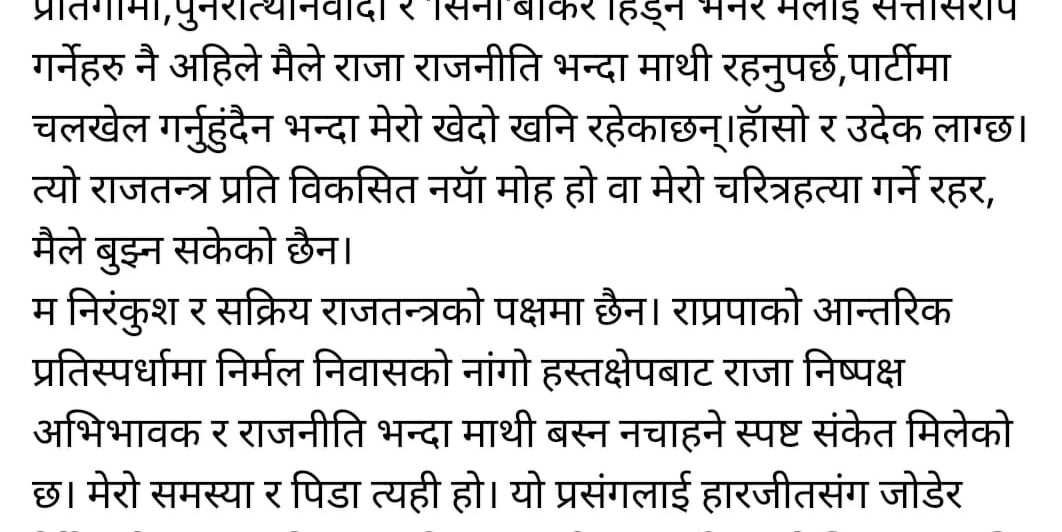 प्रतिगामी,पुनरोत्थानवादी र सिनो बोकेर हिड्ने भनेर मलाई सत्तोसराप
गर्नेहरु नै अहिले मैले राजा राजनीति भन्दा माथी रहनुपर्छ,पार्टीमा
चलखेल गर्नुहुंदैन भन्दा मेरो खेदो खनि रहेकाछन्।हॅासो र उदेक लाग्छ।
त्यो राजतन्त्र प्रति विकसित नयॅा मोह हो वा मेरो चरित्रहत्या गर्ने रहर,
मैले बुझ्न सकेको छैन।
म निरंकुश र सक्रिय राजतन्त्रको पक्षमा छैन। राप्रपाको आन्तरिक
प्रतिस्पर्धामा निर्मल निवासको नांगो हस्तक्षेपबाट राजा निष्पक्ष
अभिभावक र राजनीति भन्दा माथी बस्न नचाहने स्पष्ट संकेत मिलेको
छ। मेरो समस्या र पिडा त्यही हो। यो प्रसंगलाई हारजीतसंग जोडेर